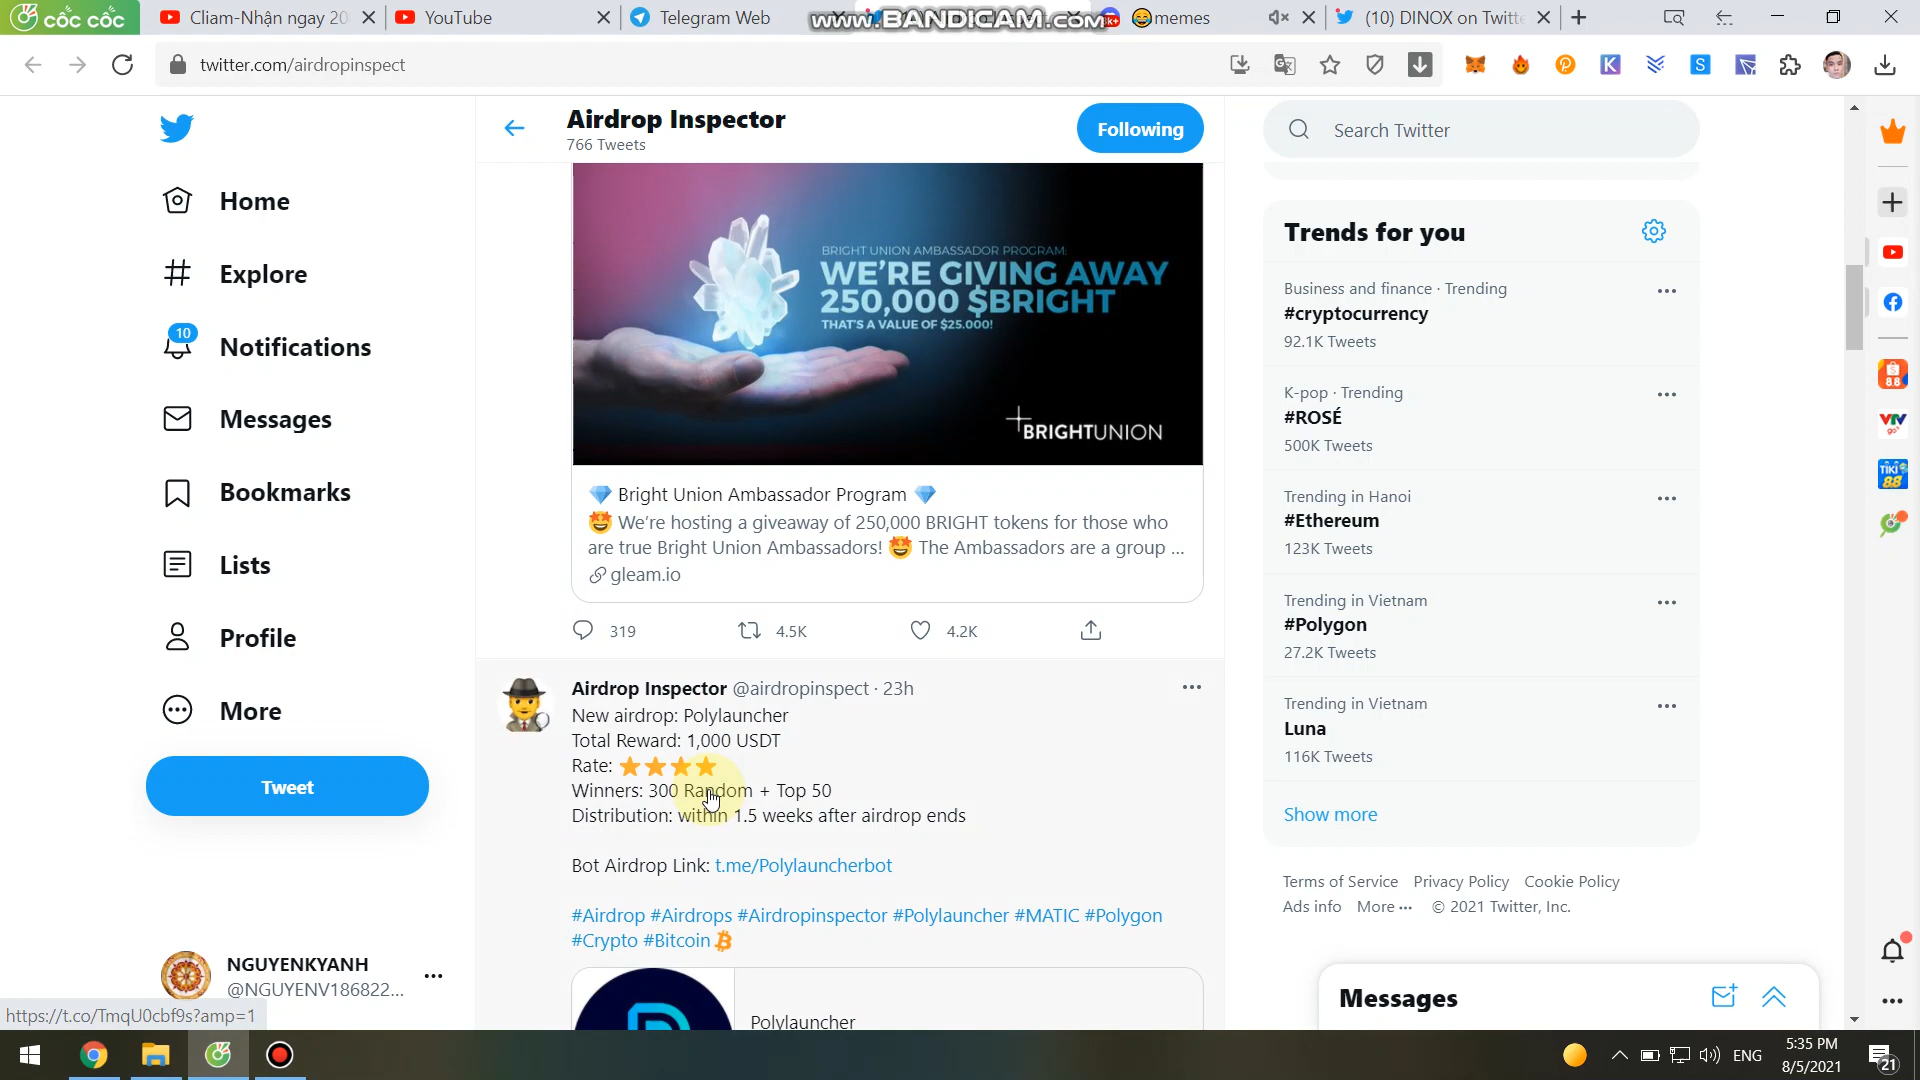 cốc cốc
Cliam-Nhận ngay 20
YouTube
Telegram Web
www.BANDICAM.com
memes
(10) DINOX on Twitte
twitter.com/airdropinspect
Airdrop Inspector
766 Tweets
Following
Search Twitter
Home
Explore
10
Notifications
Messages
Bookmarks
Lists
Profile
More
Tweet
NGUYENKYANH
@NGUYENV186822...
BRIGHT UNION AMBASSADOR PROGRAM:
WE'RE GIVING AWAY
250,000 $BRIGHT
THAT'S A VALUE OF $25.000!
BRIGHTUNION
Bright Union Ambassador Program
We're hosting a giveaway of 250,000 BRIGHT tokens for those who
are true Bright Union Ambassadors! 🤩 The Ambassadors are a group ...
gleam.io
319
4.5K
4.2K
Airdrop Inspector @airdropinspect · 23h
New airdrop: Polylauncher
Total Reward: 1,000 USDT
Rate: ⭐⭐⭐⭐
Winners: 300 Random + Top 50
Distribution: within 1.5 weeks after airdrop ends
Bot Airdrop Link: t.me/Polylauncherbot
#Airdrop #Airdrops #Airdropinspector #Polylauncher #MATIC #Polygon
#Crypto #Bitcoin
Polylauncher
Trends for you
Business and finance · Trending
#cryptocurrency
92.1K Tweets
K-pop · Trending
#ROSÉ
500K Tweets
Trending in Hanoi
#Ethereum
123K Tweets
Trending in Vietnam
#Polygon
27.2K Tweets
Trending in Vietnam
Luna
116K Tweets
Show more
Terms of Service Privacy Policy Cookie Policy
Ads info More ··· © 2021 Twitter, Inc.
Messages
https://t.co/TmqU0cbf9s?amp=1
ENG
5:35 PM
8/5/2021
21